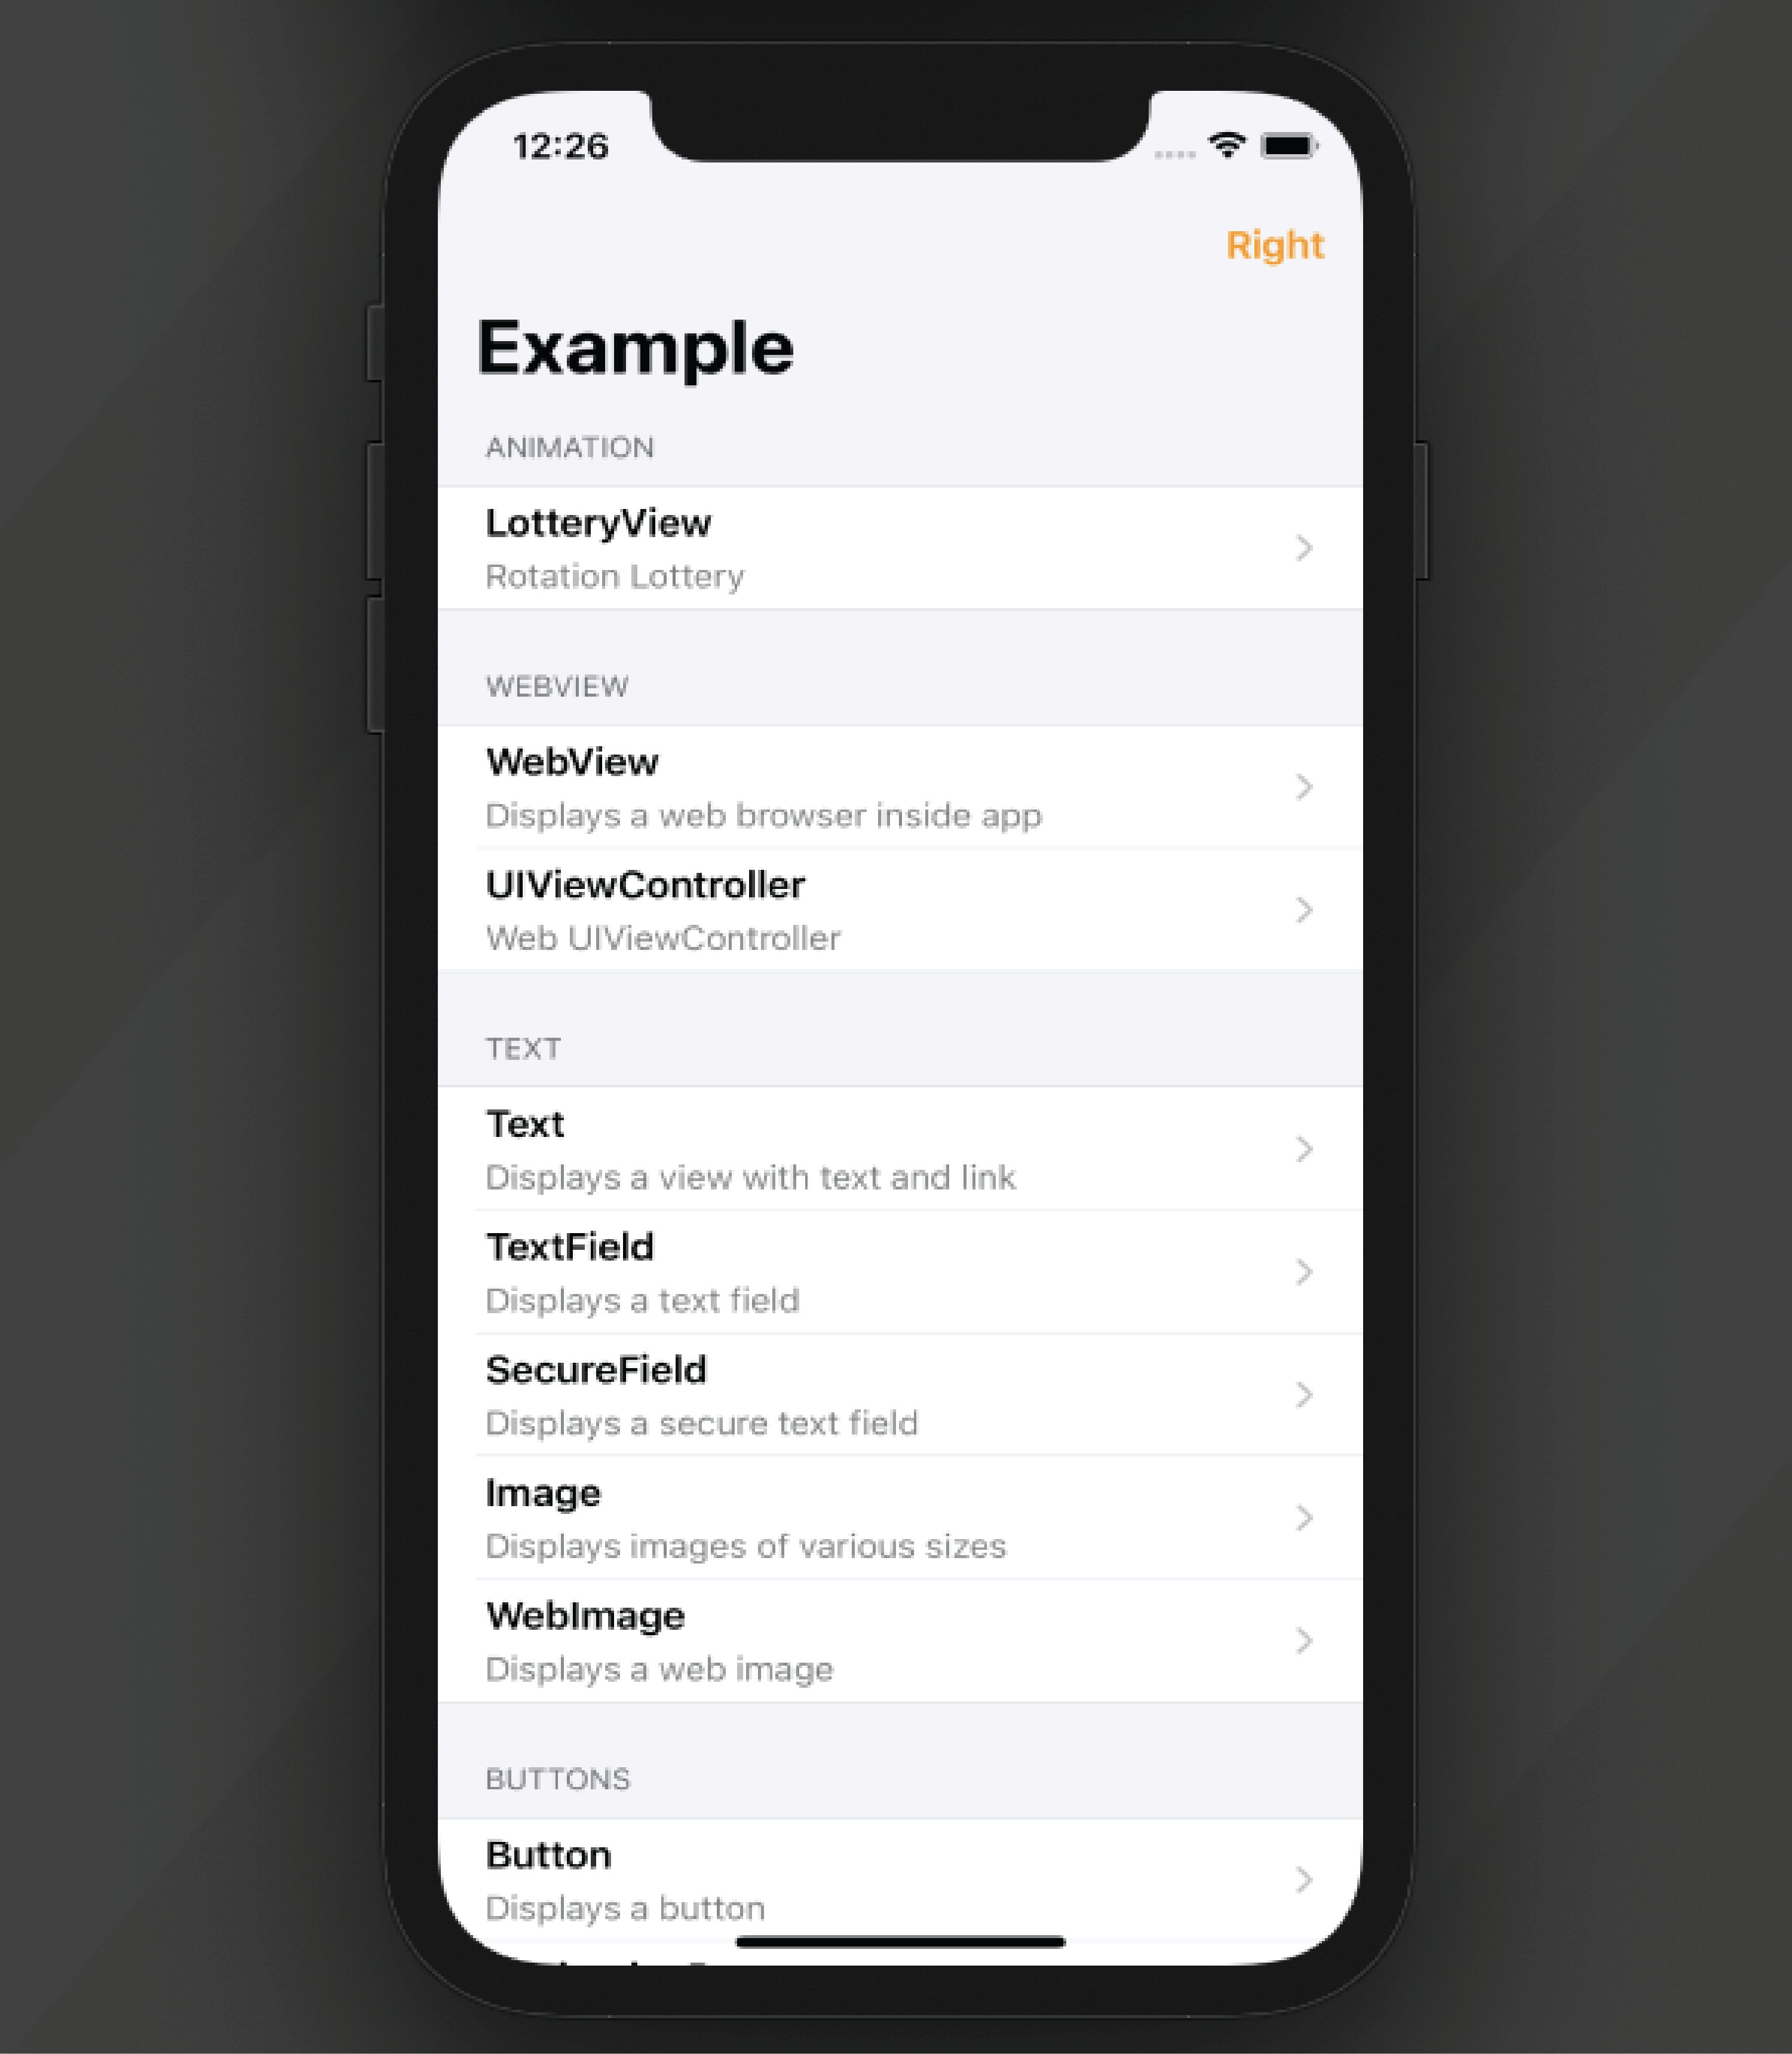 12:26
Right
Example
ANIMATION
LotteryView
Rotation Lottery
WEBVIEW
WebView
Displays a web browser inside app
UIViewController
Web UIViewController
TEXT
Text
Displays a view with text and link
TextField
Displays a text field
SecureField
Displays a secure text field
Image
Displays images of various sizes
WebImage
Displays a web image
BUTTONS
Button
Displays a button